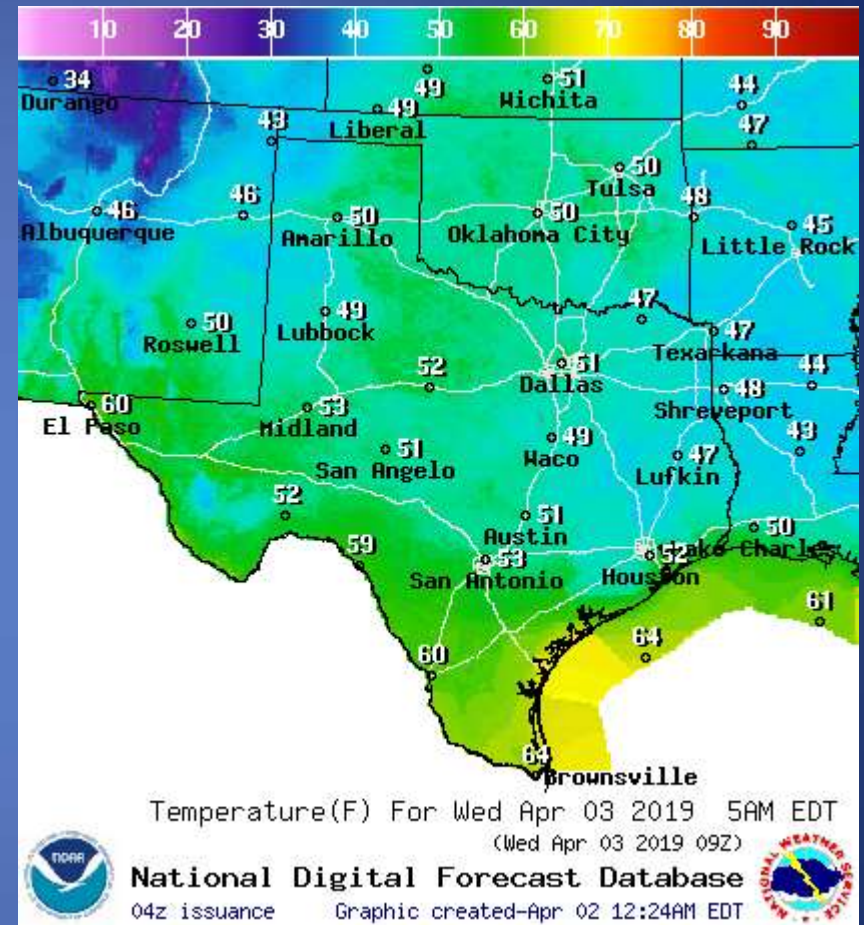 10 20 30 40 50 60 70 80 90
34 Durango
49
51 Wichita
44
49 Liberal
43
47
50 Tulsa
46 Albuquerque
46
50 Amarillo
50 Oklahoma City
48
45 Little Rock
50 Roswell
49 Lubbock
47
47 Texarkana
52
51 Dallas
44
48 Shreveport
60 El Paso
53 Midland
51 San Angelo
49 Waco
47 Lufkin
43
52
51 Austin
50 Lake Charles
59
53 San Antonio
52 Houston
61
64
60
64 Brownsville
Temperature(F) For Wed Apr 03 2019 5AM EDT
(Wed Apr 03 2019 09Z)
NOAA
National Digital Forecast Database
04z issuance Graphic created-Apr 02 12:24AM EDT
NATIONAL WEATHER SERVICE